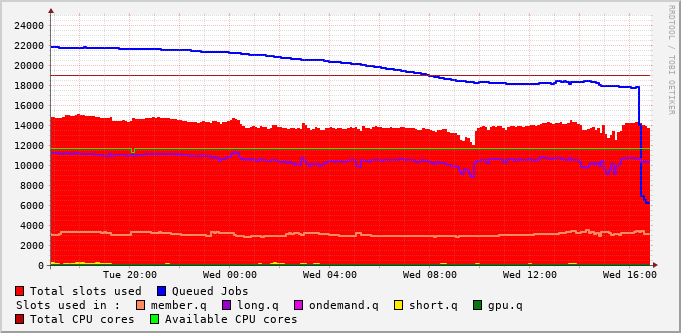 24000
22000
20000
18000
16000
14000
12000
10000
8000
6000
4000
2000
0
Tue 20:00 Wed 00:00 Wed 04:00 Wed 08:00 Wed 12:00 Wed 16:00
RRDTOOL / TOBI OETIKER
Total slots used Queued Jobs
Slots used in : member.q long.q ondemand.q short.q gpu.q
Total CPU cores Available CPU cores